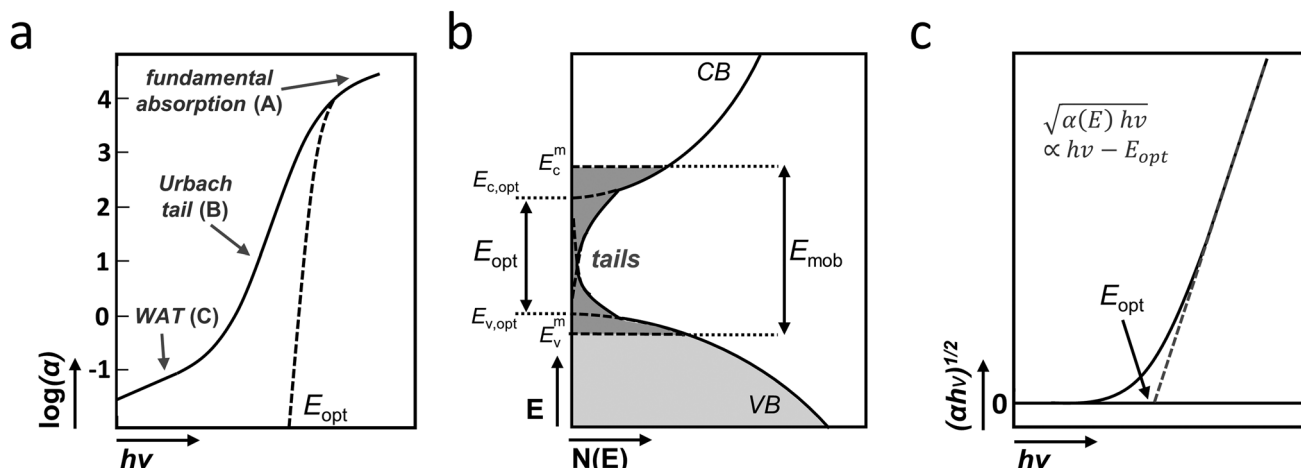 a
fundamental
absorption (A)
Urbach
tail (B)
WAT (C)
4
3
2
1
0
-1
log(α)
E_opt
hν
b
CB
E_c^m
E_c,opt
E_opt
tails
E_mob
E_v,opt
E_v^m
E
VB
N(E)
c
√α(E) hν
∝ hν − E_opt
E_opt
(αhν)^1/2
0
hν